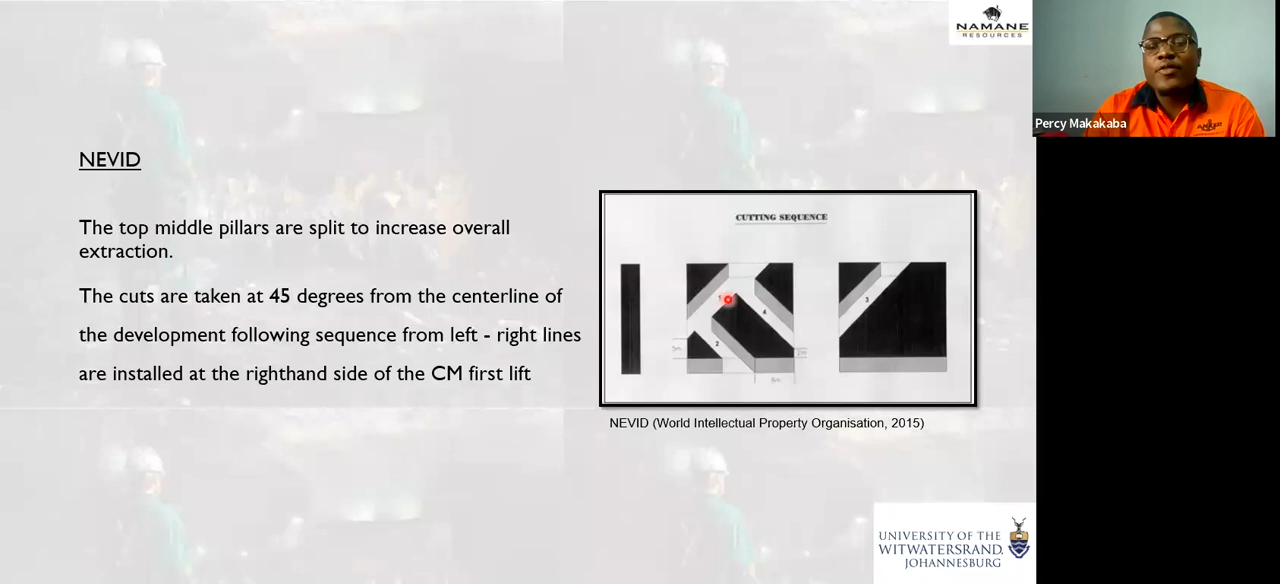 NAMANE
RESOURCES
Percy Makakaba
NEVID
The top middle pillars are split to increase overall
extraction.
The cuts are taken at 45 degrees from the centerline of
the development following sequence from left - right lines
are installed at the righthand side of the CM first lift
CUTTING SEQUENCE
1
4
3
2
NEVID (World Intellectual Property Organisation, 2015)
UNIVERSITY OF THE
WITWATERSRAND,
JOHANNESBURG